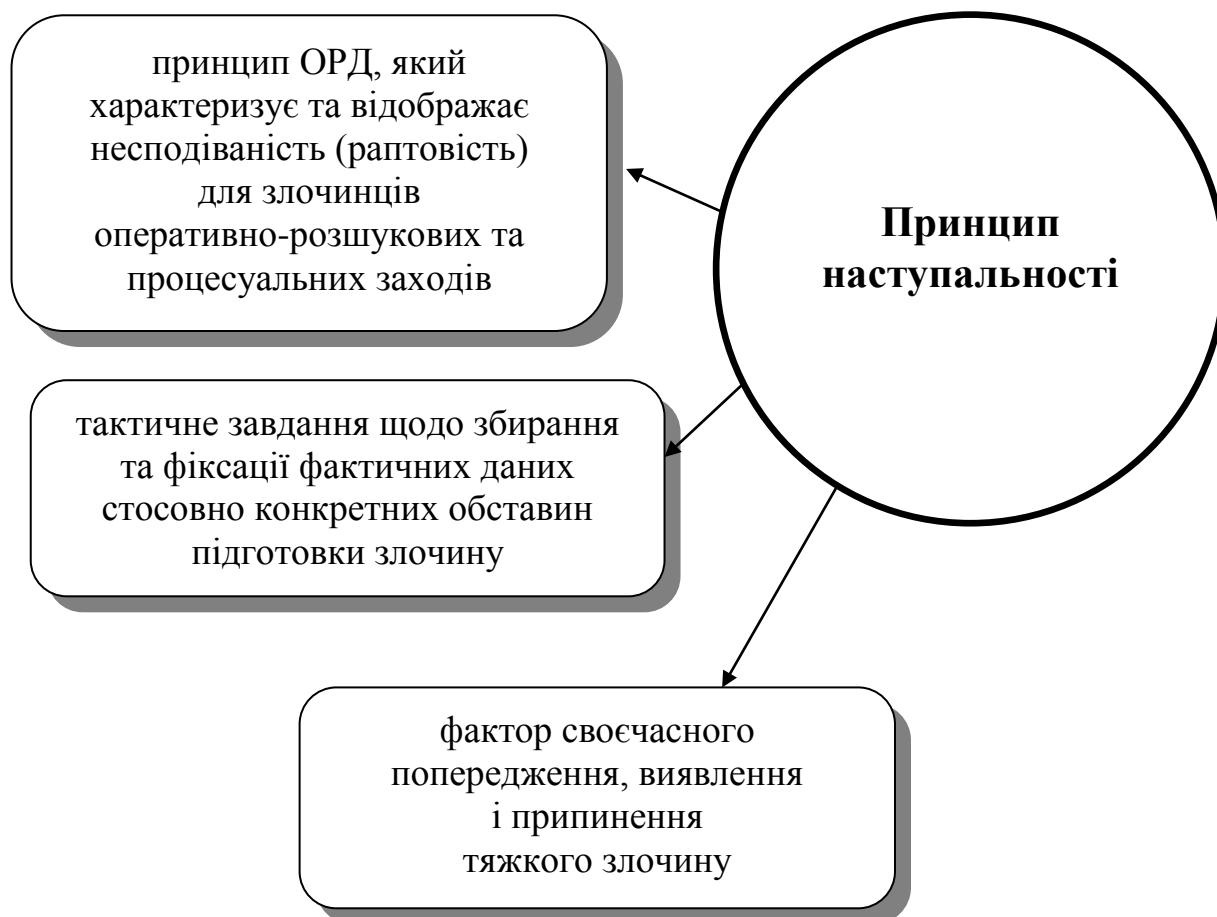 принцип ОРД, який
характеризує та відображає
несподіваність (раптовість)
для злочинців
оперативно-розшукових та
процесуальних заходів
Принцип
наступальності
тактичне завдання щодо збирання
та фіксації фактичних даних
стосовно конкретних обставин
підготовки злочину
фактор своєчасного
попередження, виявлення
і припинення
тяжкого злочину